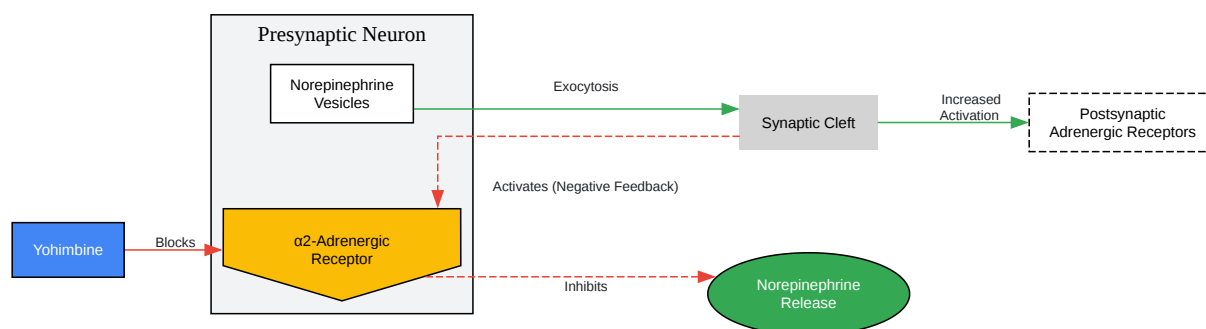 Presynaptic Neuron
Norepinephrine
Vesicles
Exocytosis
Synaptic Cleft
Increased
Activation
Postsynaptic
Adrenergic Receptors
Activates (Negative Feedback)
Yohimbine
Blocks
α2-Adrenergic
Receptor
Inhibits
Norepinephrine
Release